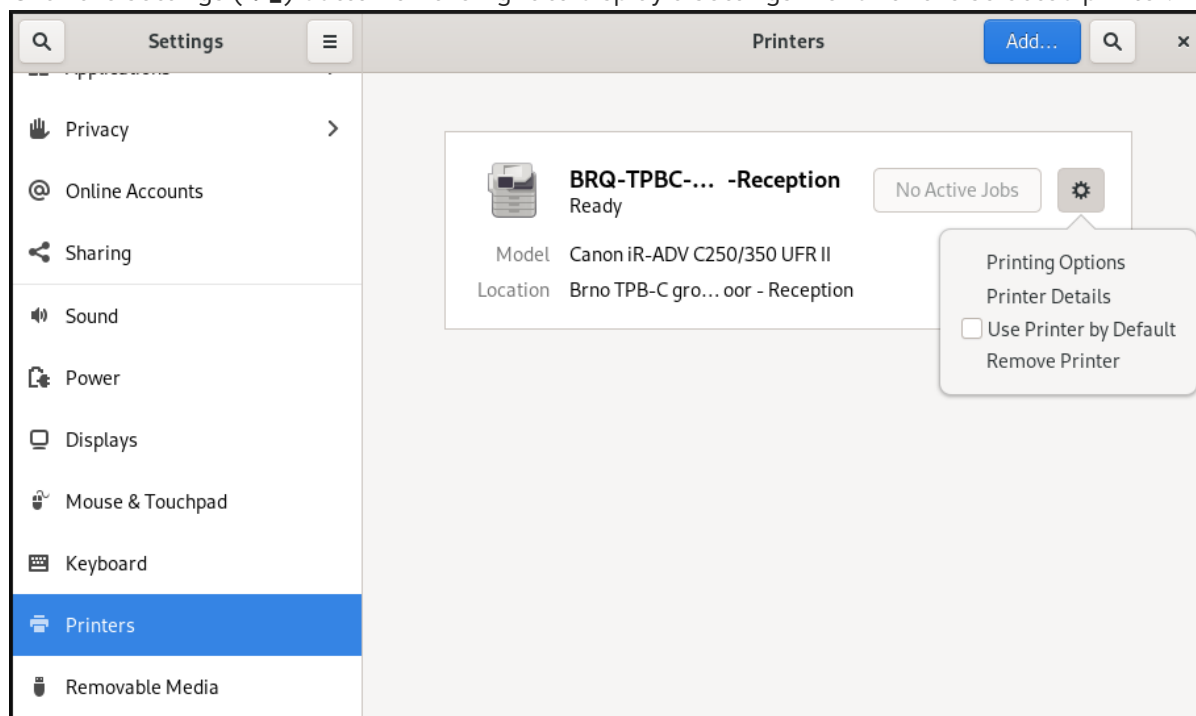 Settings
Printers
Add...
Privacy
Online Accounts
Sharing
Sound
Power
Displays
Mouse & Touchpad
Keyboard
Printers
Removable Media
BRQ-TPBC-... -Reception
Ready
No Active Jobs
Model Canon iR-ADV C250/350 UFR II
Location Brno TPB-C gro... oor - Reception
Printing Options
Printer Details
Use Printer by Default
Remove Printer